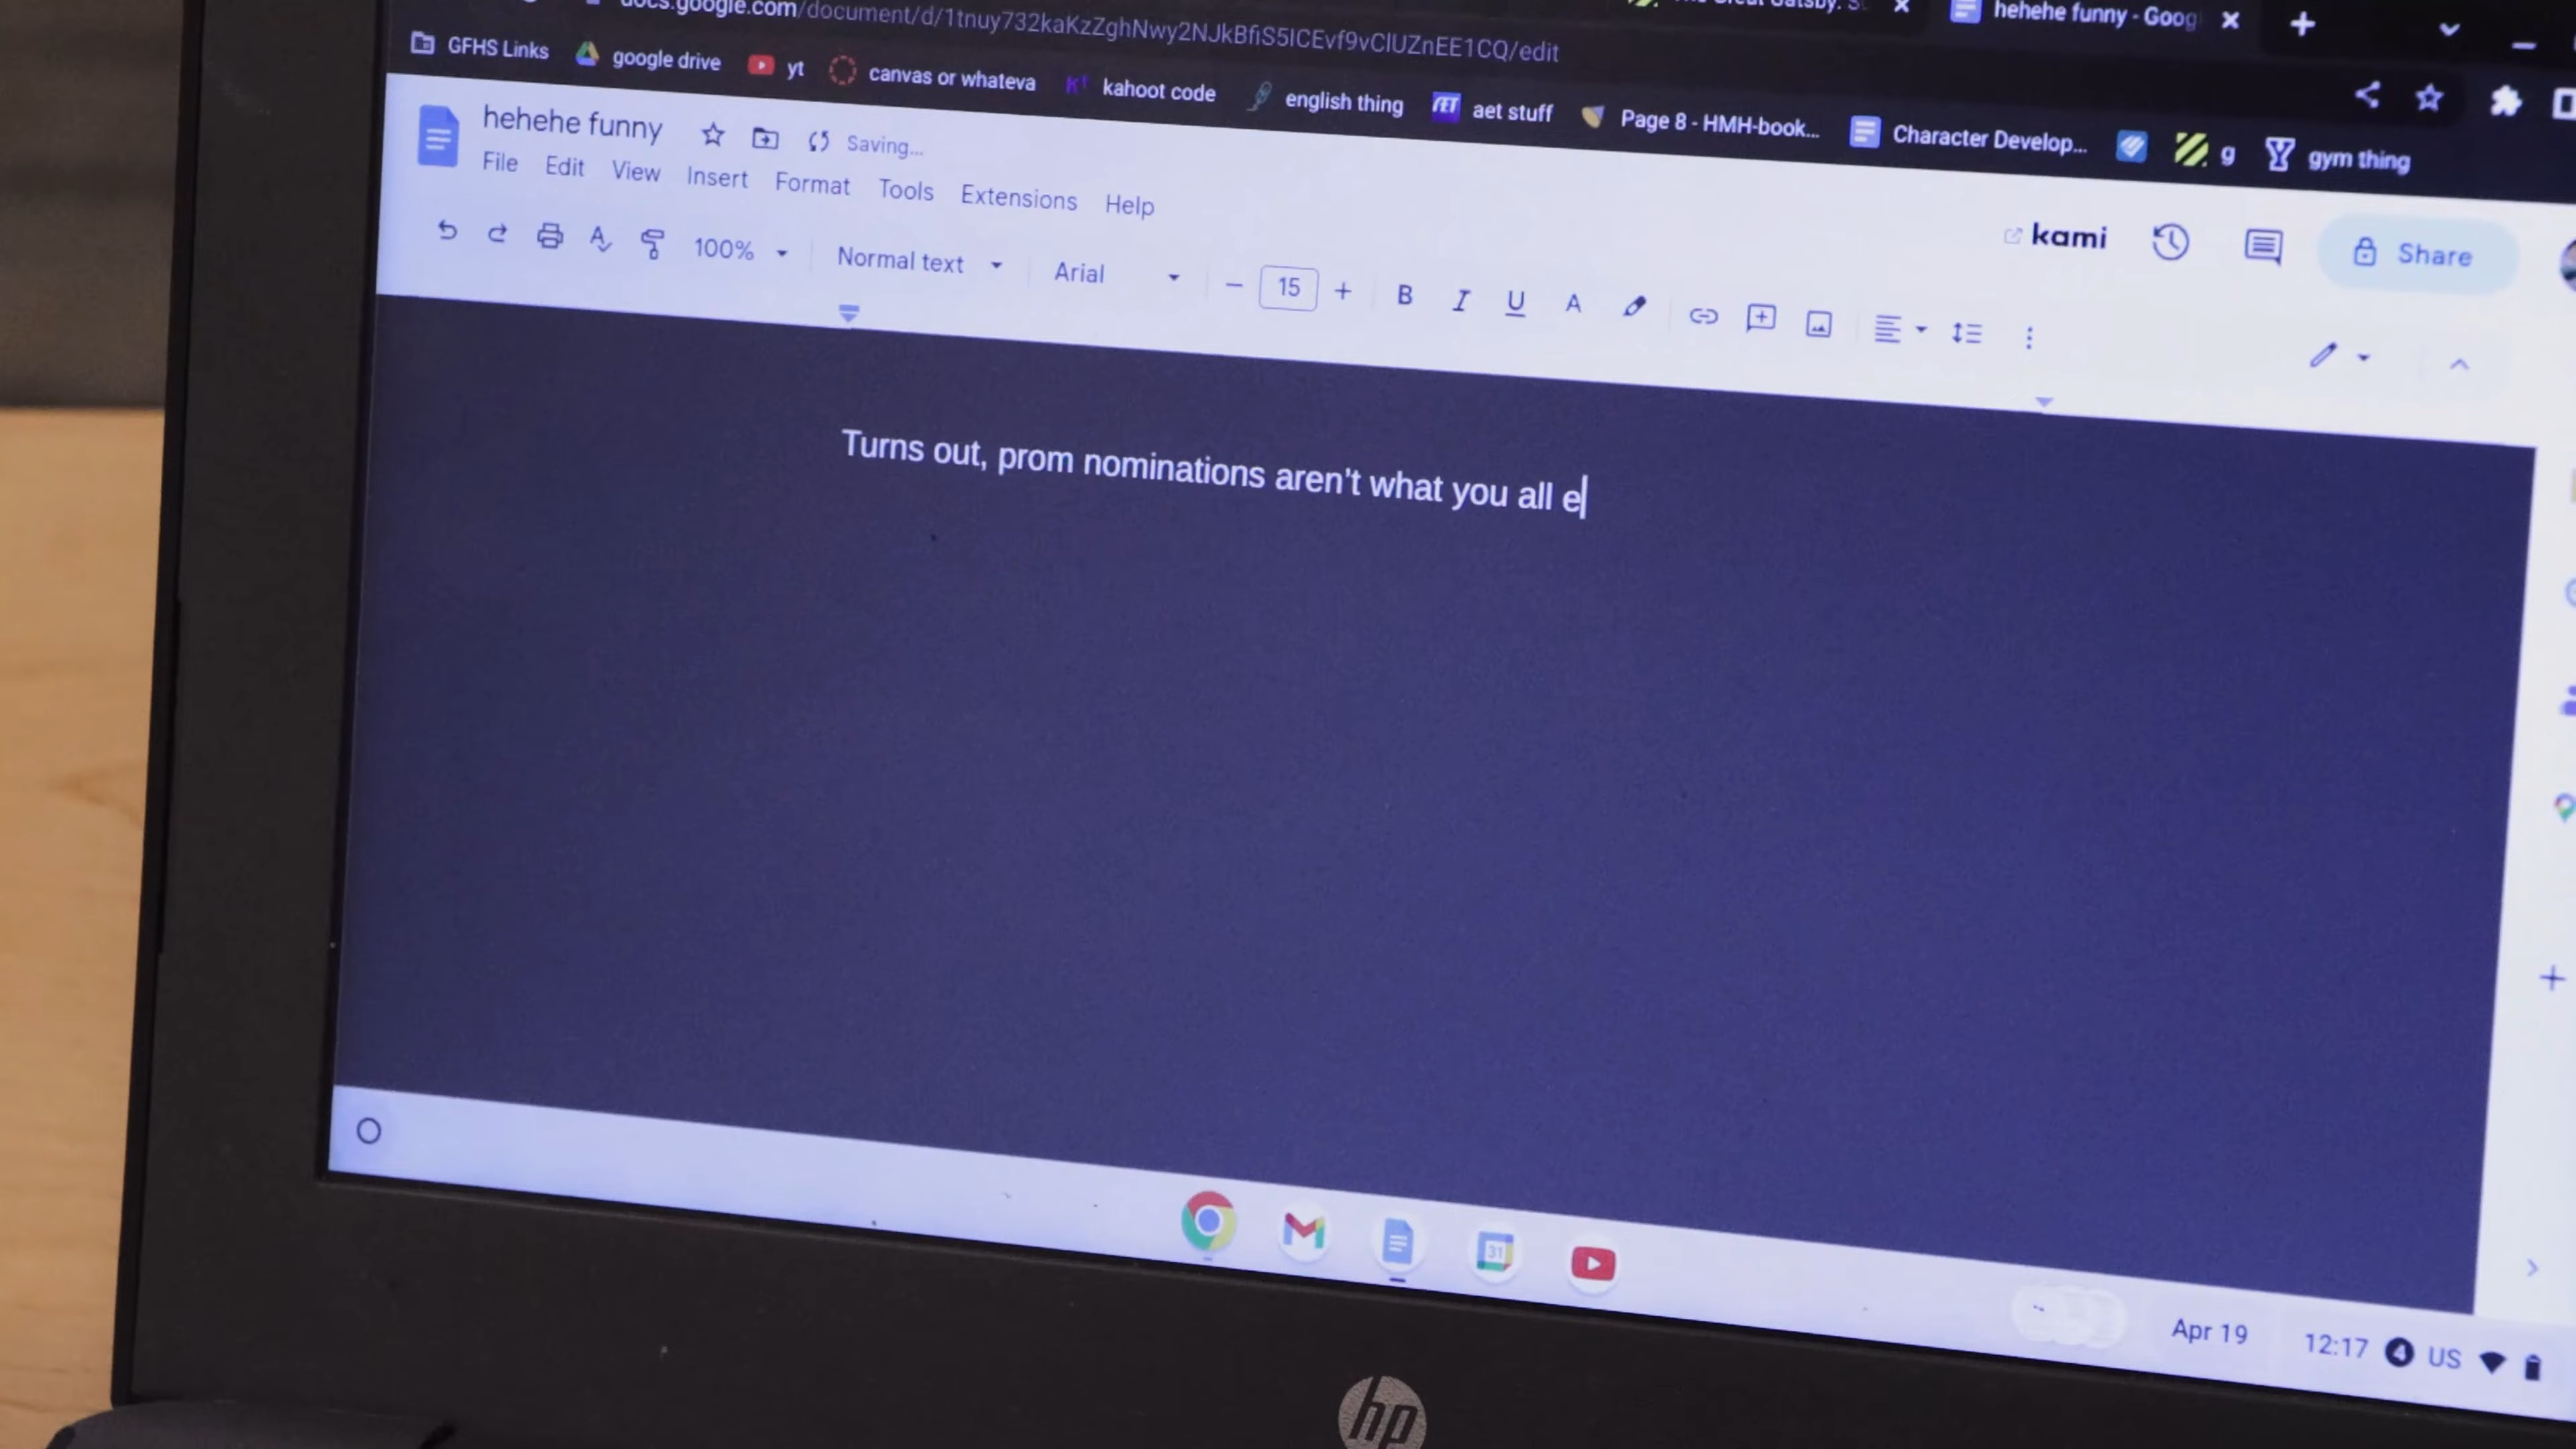 docs.google.com/document/d/1tnuy732kaKzZghNwy2NJkBfiS5ICEvf9vClUZnEE1CQ/edit
hehehe funny - Goog
GFHS Links google drive yt canvas or whateva kahoot code english thing aet stuff Page 8 - HMH-book... Character Develop... g gym thing
hehehe funny Saving...
File Edit View Insert Format Tools Extensions Help
kami Share
100% Normal text Arial 15 B I U A
Turns out, prom nominations aren't what you all e
Apr 19 12:17 4 US
hp